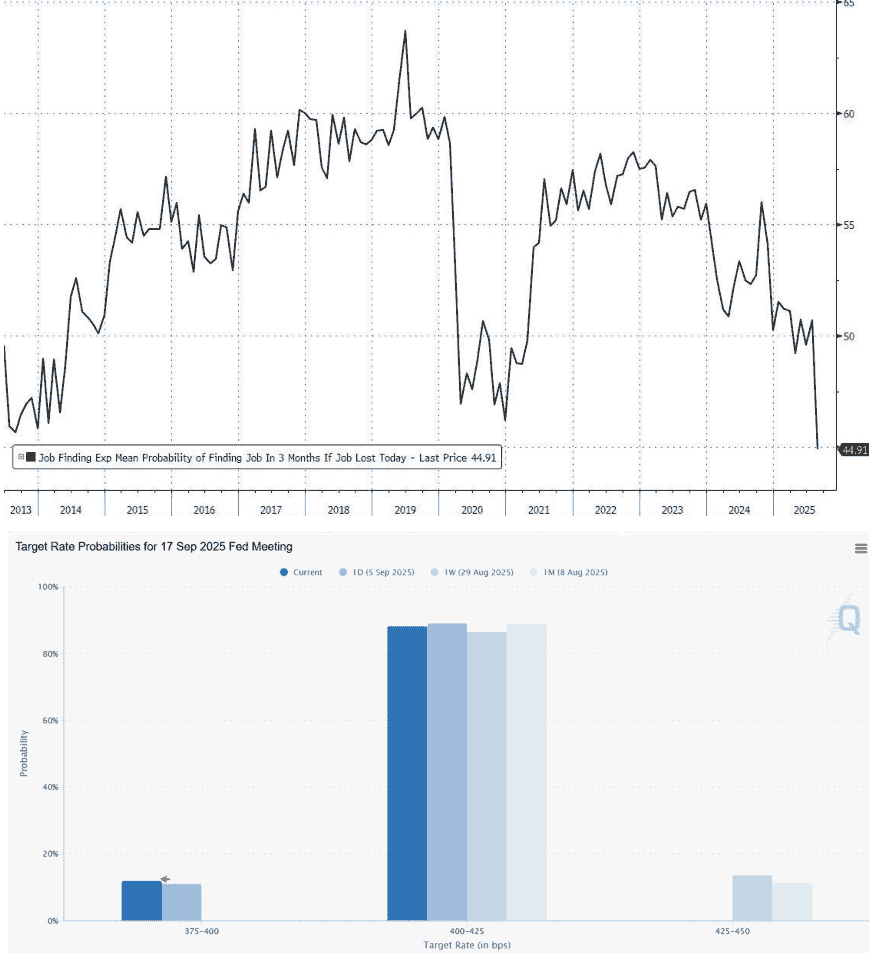 65
60
55
50
44.91
Job Finding Exp Mean Probability of Finding Job In 3 Months If Job Lost Today - Last Price 44.91
2013 2014 2015 2016 2017 2018 2019 2020 2021 2022 2023 2024 2025
Target Rate Probabilities for 17 Sep 2025 Fed Meeting
Current 1D (5 Sep 2025) 1W (29 Aug 2025) 1M (8 Aug 2025)
Q
100%
80%
60%
40%
20%
0%
Probability
375-400 400-425 425-450
Target Rate (in bps)